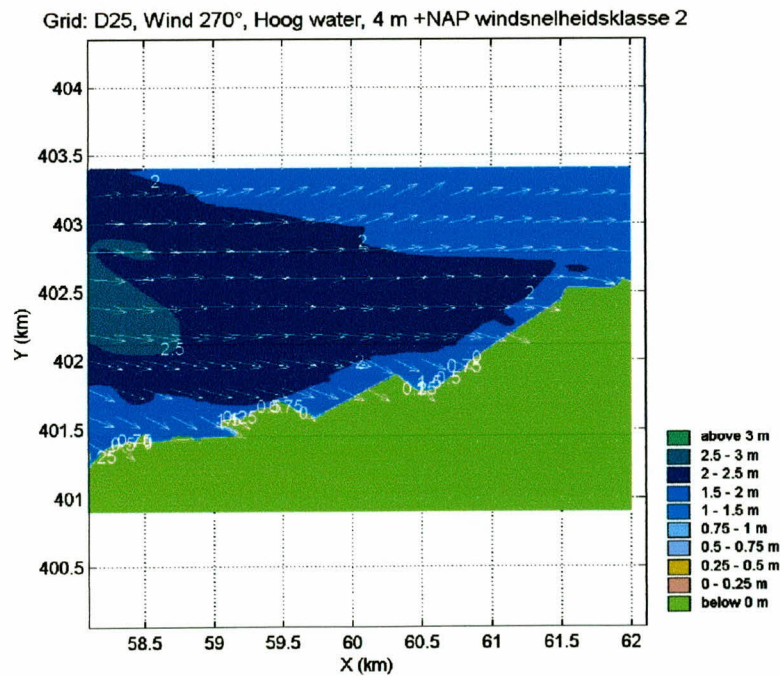 Grid: D25, Wind 270°, Hoog water, 4 m +NAP windsnelheidsklasse 2
404
403.5
403
402.5
402
401.5
401
400.5
Y (km)
58.5 59 59.5 60 60.5 61 61.5 62
X (km)
2
2
2
2.5
2
above 3 m
2.5 - 3 m
2 - 2.5 m
1.5 - 2 m
1 - 1.5 m
0.75 - 1 m
0.5 - 0.75 m
0.25 - 0.5 m
0 - 0.25 m
below 0 m